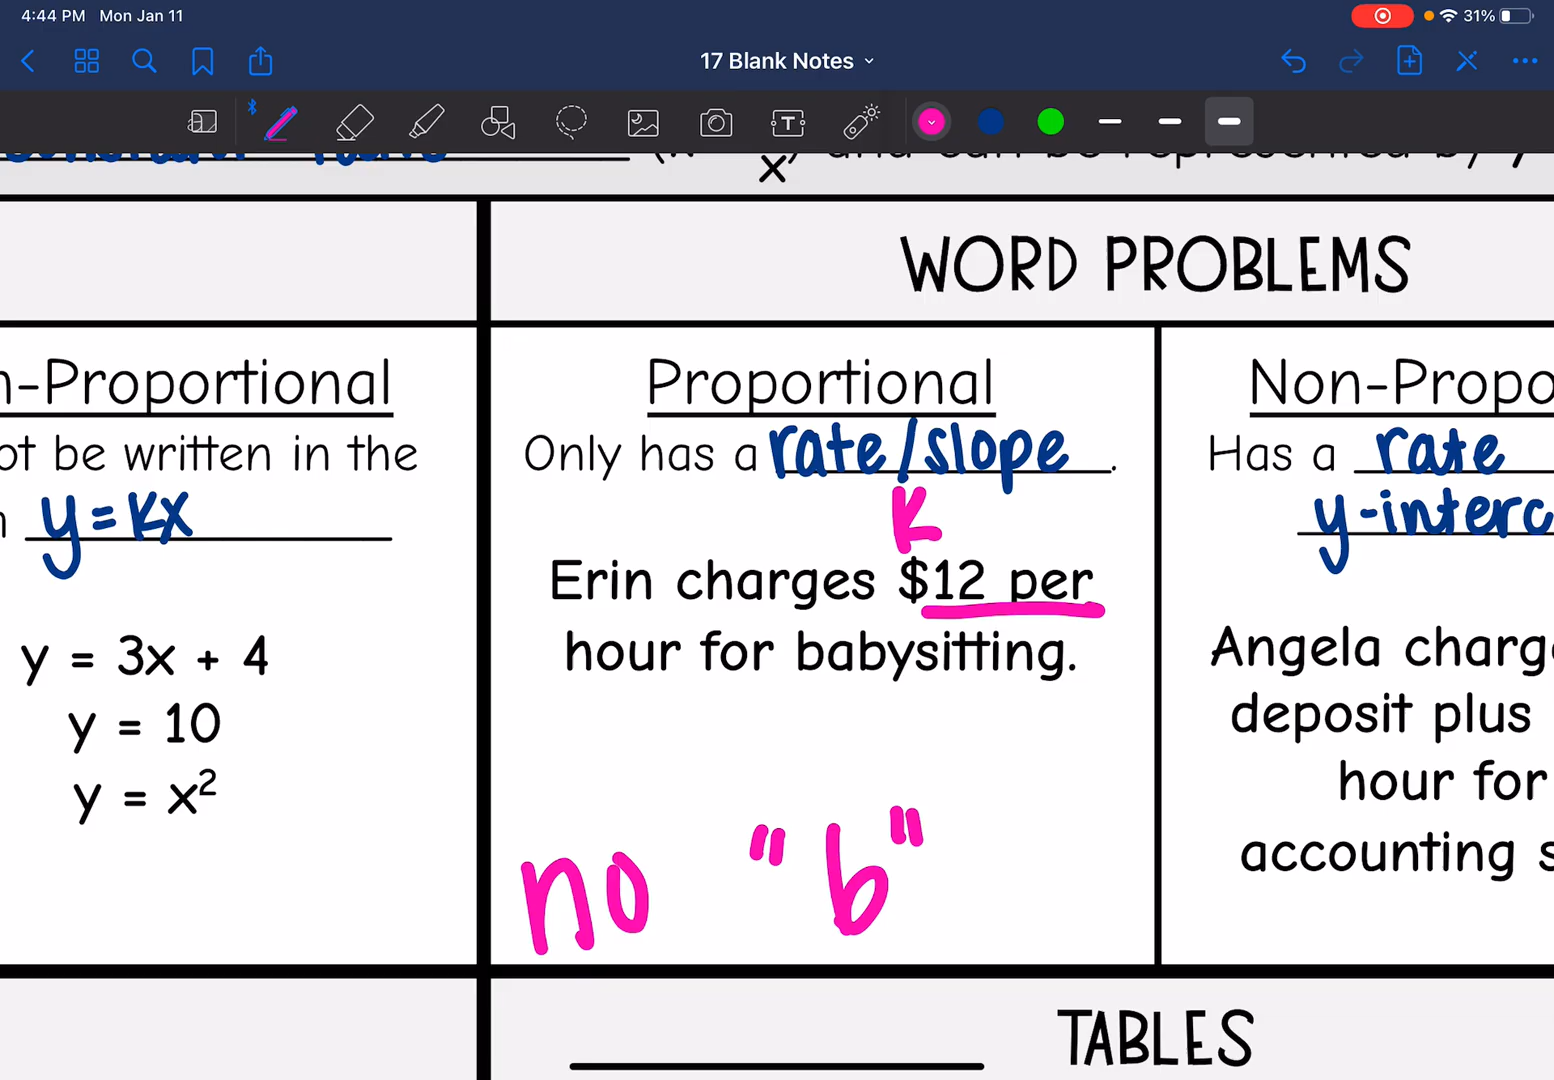 4:44 PM Mon Jan 11
31%
17 Blank Notes
T
WORD PROBLEMS
-Proportional
ot be written in the
y=kx
y = 3x + 4
y = 10
y = x²
Proportional
Only has a rate/slope.
K
Erin charges $12 per
hour for babysitting.
no "b"
Non-Propo
Has a rate
y-interc
Angela charg
deposit plus
hour for
accounting s
TABLES